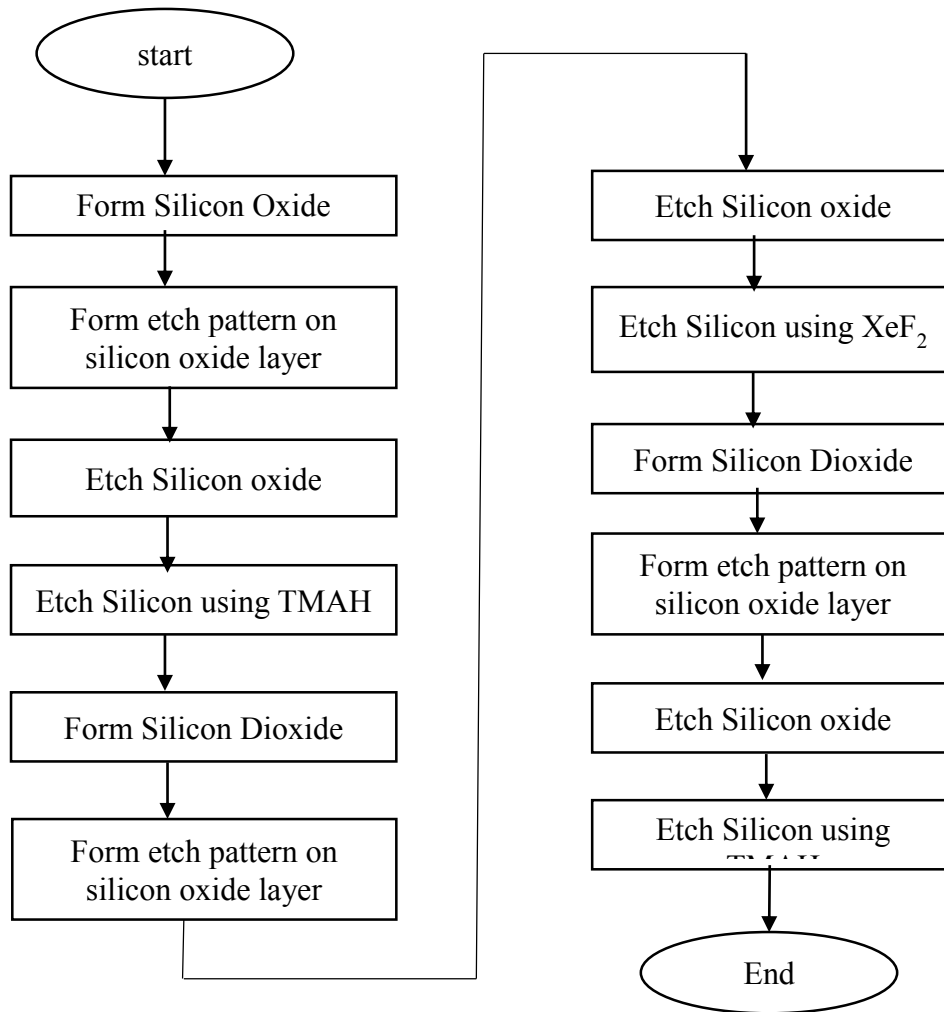 start
Form Silicon Oxide
Form etch pattern on
silicon oxide layer
Etch Silicon oxide
Etch Silicon using TMAH
Form Silicon Dioxide
Form etch pattern on
silicon oxide layer
Etch Silicon oxide
Etch Silicon using XeF₂
Form Silicon Dioxide
Form etch pattern on
silicon oxide layer
Etch Silicon oxide
Etch Silicon using
TMAH
End